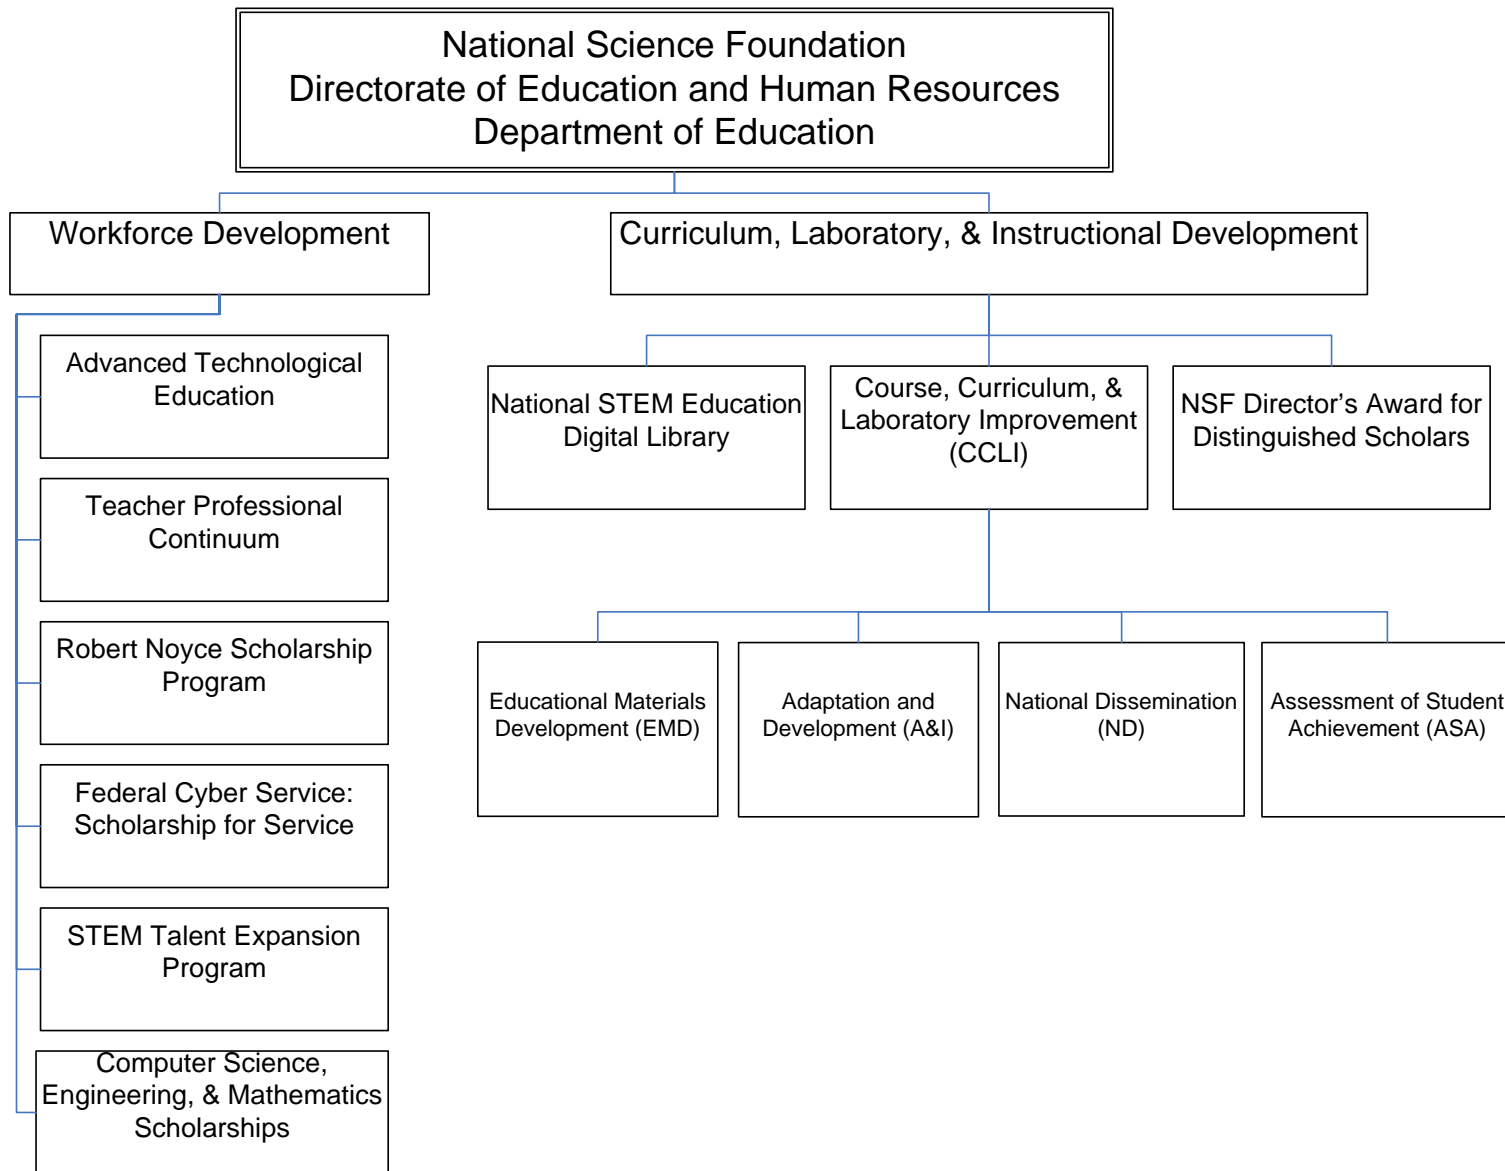 National Science Foundation
Directorate of Education and Human Resources
Department of Education
Workforce Development
Curriculum, Laboratory, & Instructional Development
Advanced Technological
Education
Teacher Professional
Continuum
Robert Noyce Scholarship
Program
Federal Cyber Service:
Scholarship for Service
STEM Talent Expansion
Program
Computer Science,
Engineering, & Mathematics
Scholarships
National STEM Education
Digital Library
Course, Curriculum, &
Laboratory Improvement
(CCLI)
NSF Director’s Award for
Distinguished Scholars
Educational Materials
Development (EMD)
Adaptation and
Development (A&I)
National Dissemination
(ND)
Assessment of Student
Achievement (ASA)